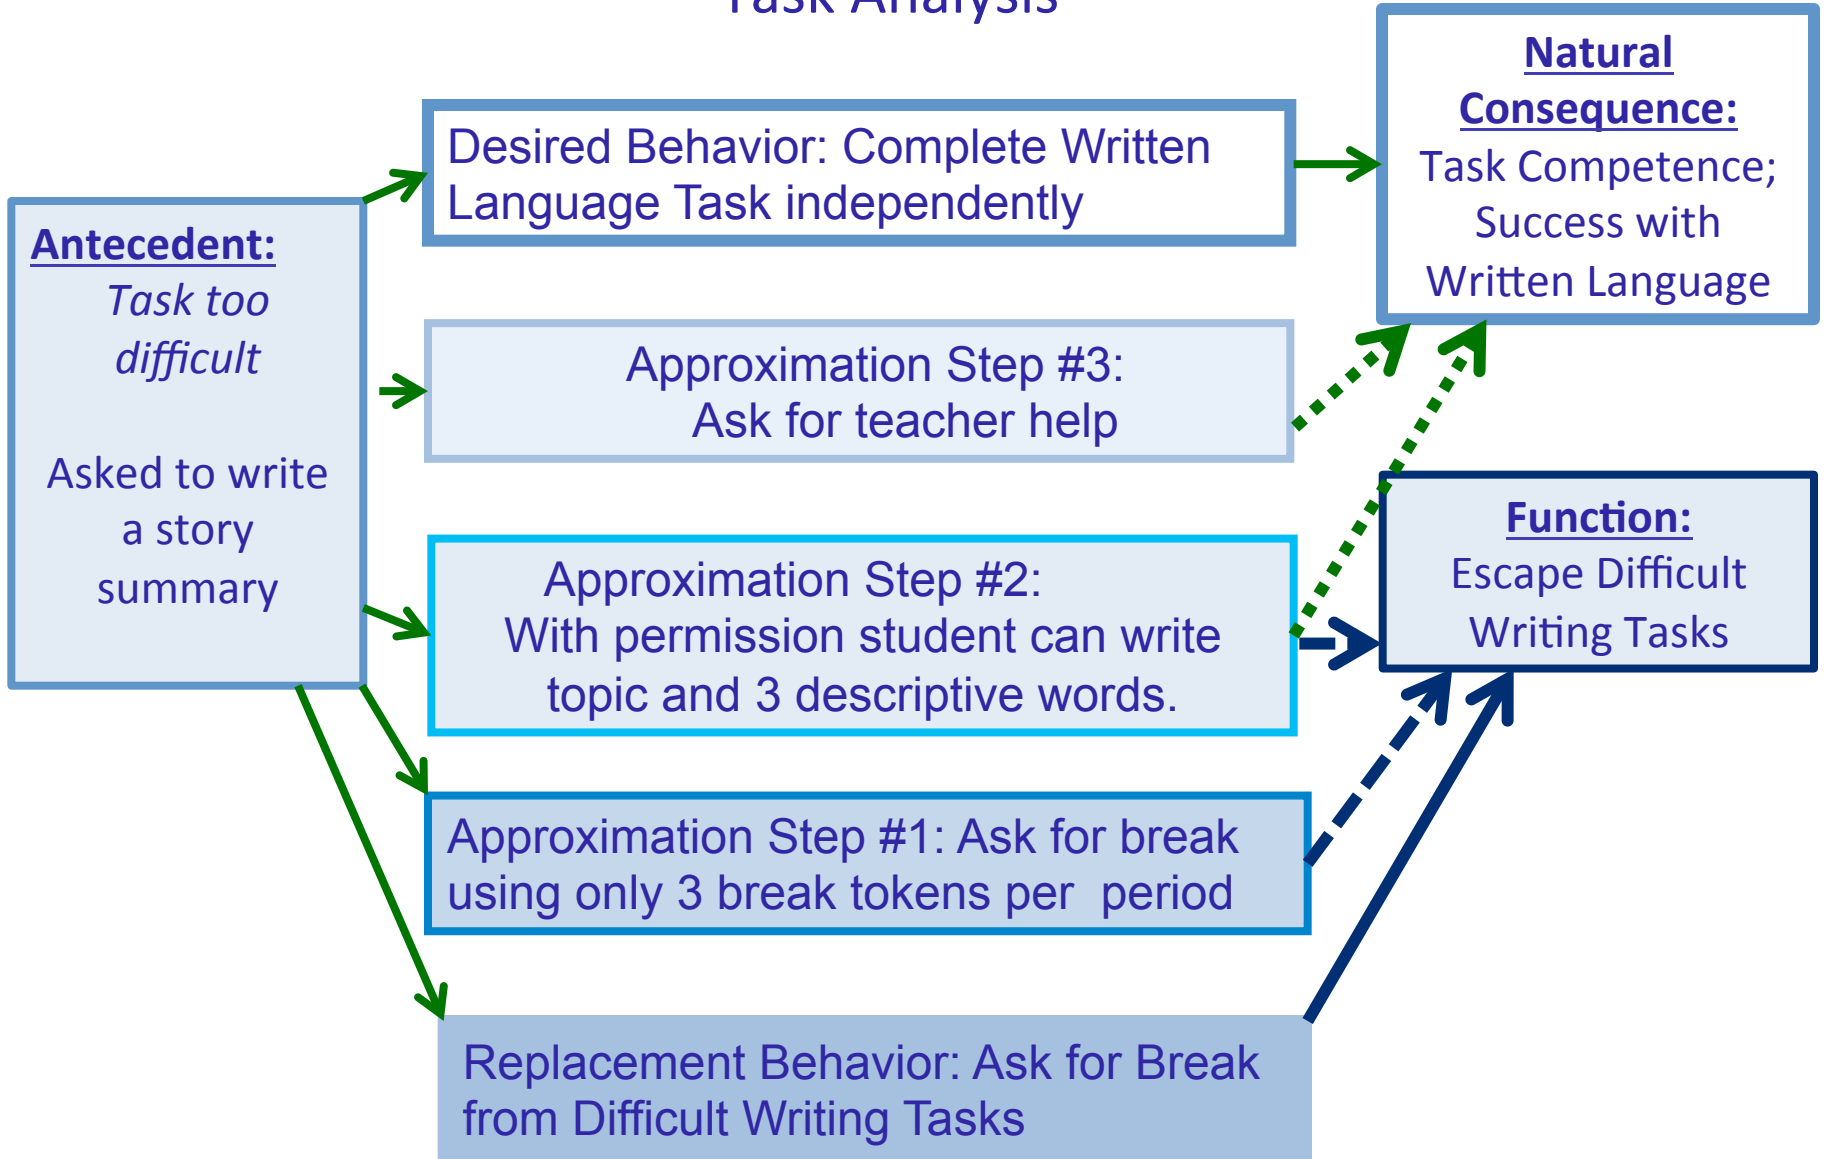 Task Analysis
Natural
Consequence:
Task Competence;
Success with
Written Language
Desired Behavior: Complete Written
Language Task independently
Antecedent:
Task too
difficult
Asked to write
a story
summary
Approximation Step #3:
Ask for teacher help
Function:
Escape Difficult
Writing Tasks
Approximation Step #2:
With permission student can write
topic and 3 descriptive words.
Approximation Step #1: Ask for break
using only 3 break tokens per  period
Replacement Behavior: Ask for Break
from Difficult Writing Tasks